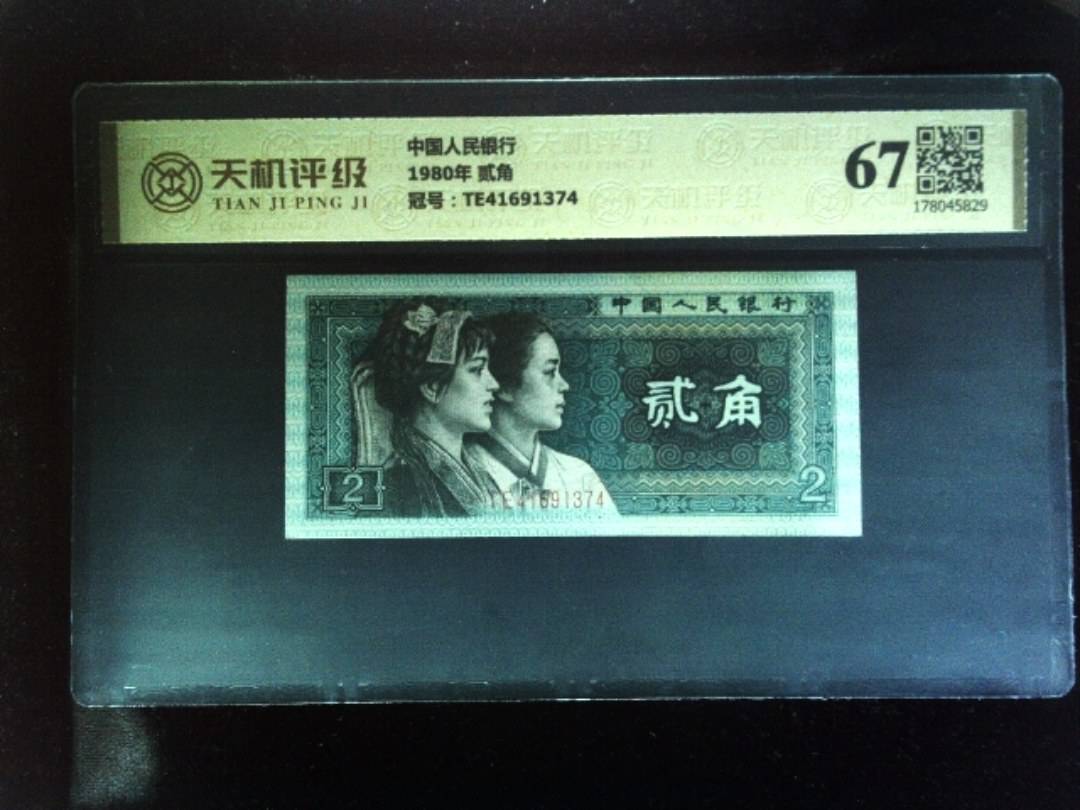 天机评级
TIAN JI PING JI
中国人民银行
1980年 贰角
冠号：TE41691374
67
178045829
中国人民银行
贰角
2
2
TE41691374